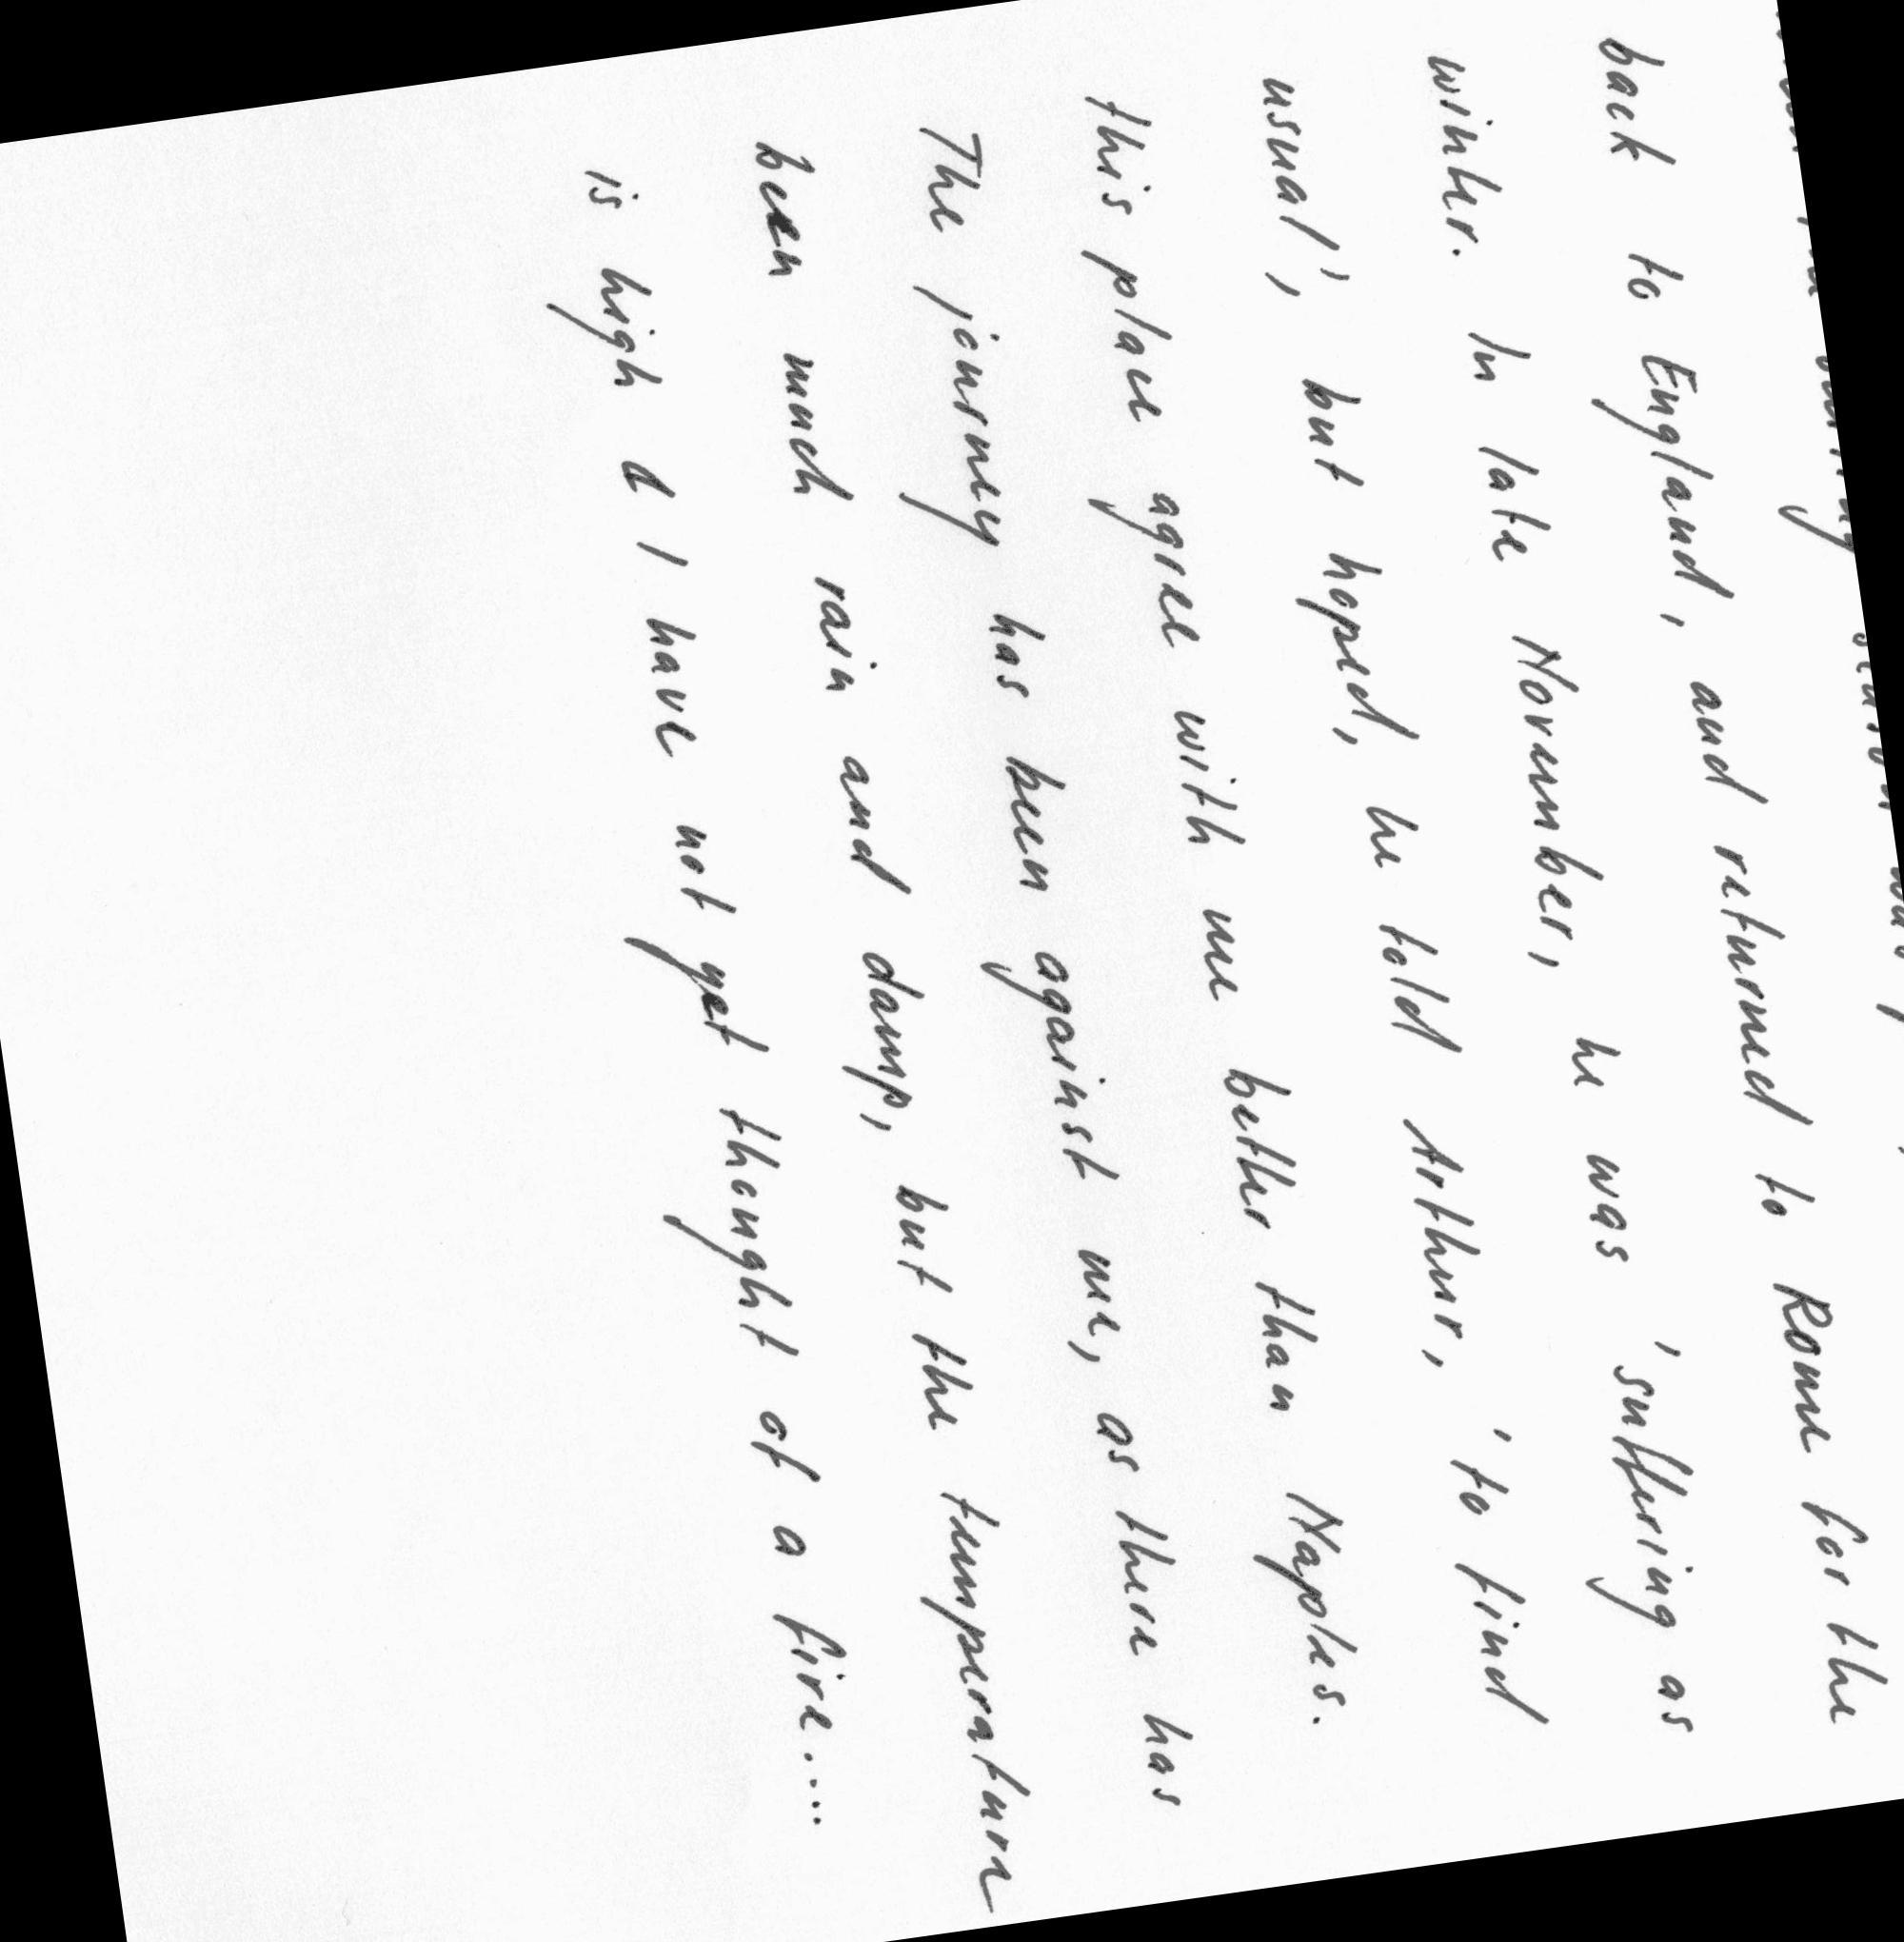 back to England, and returned to Rome for the
winter. In late November, he was 'suffering as
usual', but hoped, he told Arthur, 'to find
this place agree with me better than Naples.
The journey has been against me, as there has
been much rain and damp, but the temperature
is high & I have not yet thought of a fire....